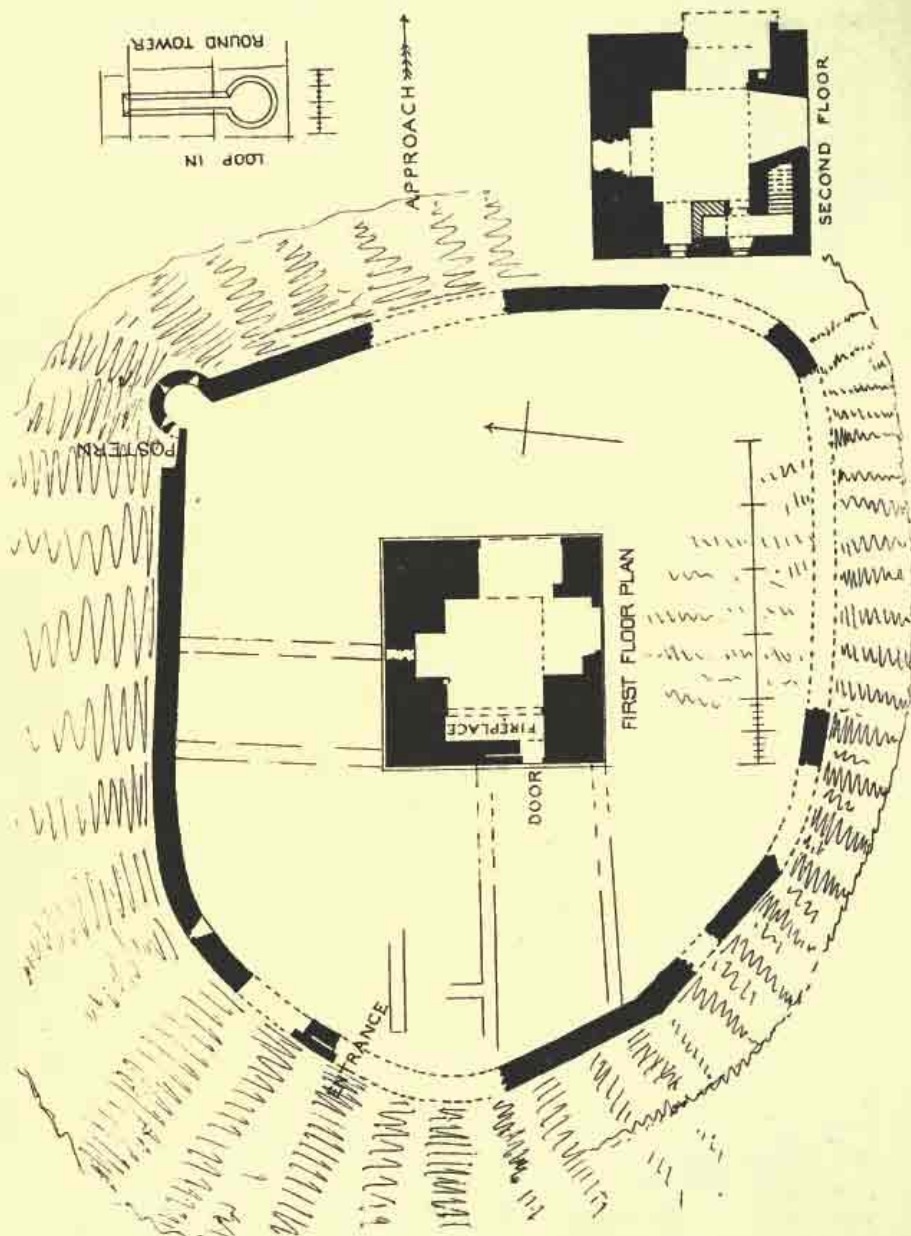 LOOP IN
ROUND TOWER
APPROACH
SECOND FLOOR
POSTERN
FIREPLACE
DOOR
FIRST FLOOR PLAN
ENTRANCE